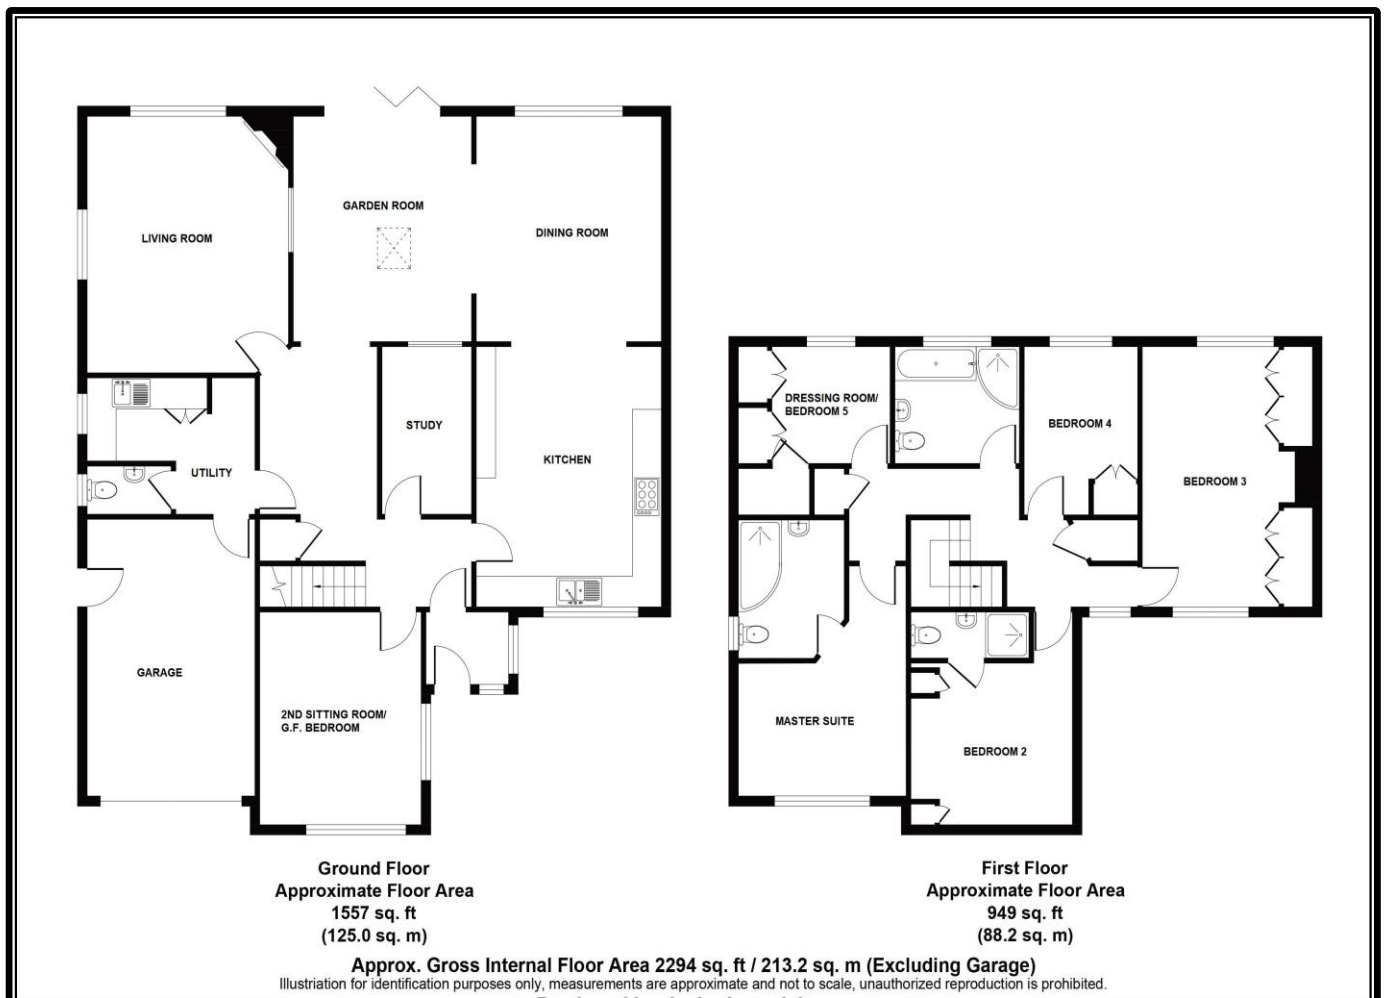 GARDEN ROOM
LIVING ROOM
DINING ROOM
STUDY
KITCHEN
UTILITY
GARAGE
2ND SITTING ROOM/
G.F. BEDROOM
DRESSING ROOM/
BEDROOM 5
BEDROOM 4
BEDROOM 3
MASTER SUITE
BEDROOM 2
Ground Floor
Approximate Floor Area
1557 sq. ft
(125.0 sq. m)
First Floor
Approximate Floor Area
949 sq. ft
(88.2 sq. m)
Approx. Gross Internal Floor Area 2294 sq. ft / 213.2 sq. m (Excluding Garage)
Illustriation for identification purposes only, measurements are approximate and not to scale, unauthorized reproduction is prohibited.